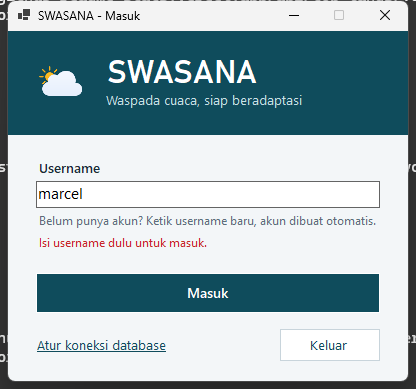 SWASANA - Masuk
SWASANA
Waspada cuaca, siap beradaptasi
Username
marcel
Belum punya akun? Ketik username baru, akun dibuat otomatis.
Isi username dulu untuk masuk.
Masuk
Atur koneksi database
Keluar